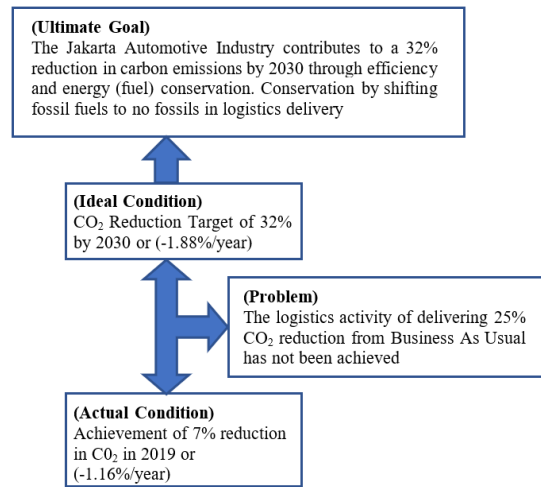 (Ultimate Goal)
The Jakarta Automotive Industry contributes to a 32%
reduction in carbon emissions by 2030 through efficiency
and energy (fuel) conservation. Conservation by shifting
fossil fuels to no fossils in logistics delivery
(Ideal Condition)
CO₂ Reduction Target of 32%
by 2030 or (-1.88%/year)
(Problem)
The logistics activity of delivering 25%
CO₂ reduction from Business As Usual
has not been achieved
(Actual Condition)
Achievement of 7% reduction
in C0₂ in 2019 or
(-1.16%/year)